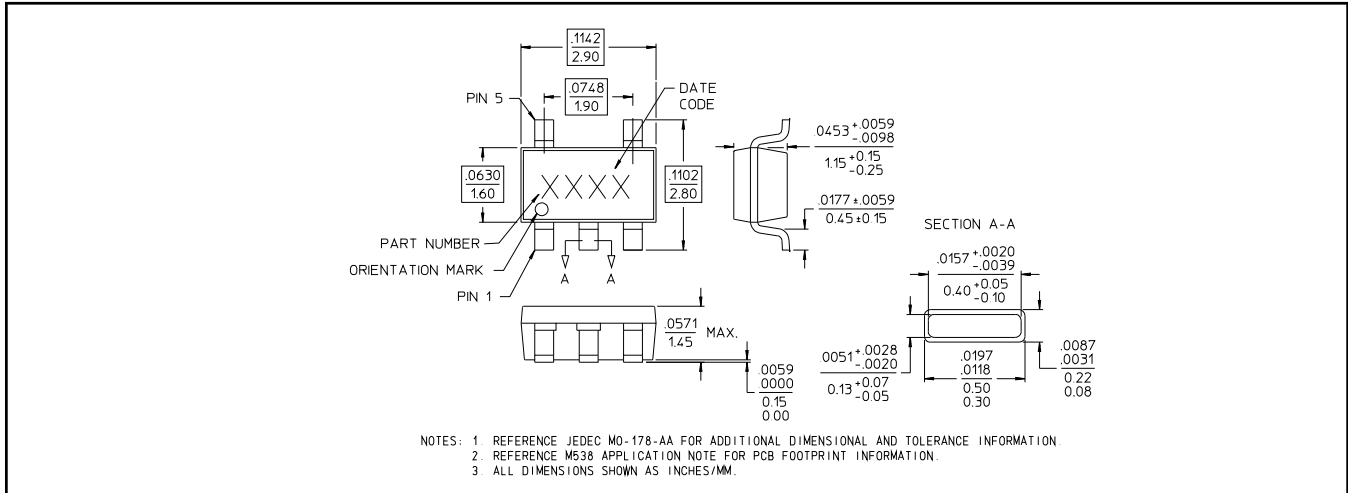 .1142
2.90
.0748
1.90
DATE
CODE
PIN 5
.0630
1.60
XXXX
.1102
2.80
.0453 +.0059
-.0098
1.15 +0.15
-0.25
.0177 ±.0059
0.45 ±0.15
PART NUMBER
ORIENTATION MARK
PIN 1
A A
SECTION A-A
.0157 +.0020
-.0039
0.40 +0.05
-0.10
.0571
1.45 MAX.
.0059
.0000
0.15
0.00
.0051 +.0028
-.0020
0.13 +0.07
-0.05
.0197
.0118
0.50
0.30
.0087
.0031
0.22
0.08
NOTES: 1. REFERENCE JEDEC MO-178-AA FOR ADDITIONAL DIMENSIONAL AND TOLERANCE INFORMATION.
2. REFERENCE M538 APPLICATION NOTE FOR PCB FOOTPRINT INFORMATION.
3. ALL DIMENSIONS SHOWN AS INCHES/MM.